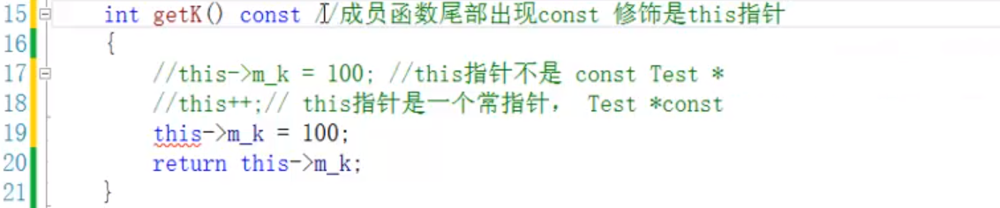 15 int getK() const //成员函数尾部出现const 修饰是this指针
16 {
17 //this->m_k = 100; //this指针不是 const Test *
18 //this++;// this指针是一个常指针， Test *const
19 this->m_k = 100;
20 return this->m_k;
21 }